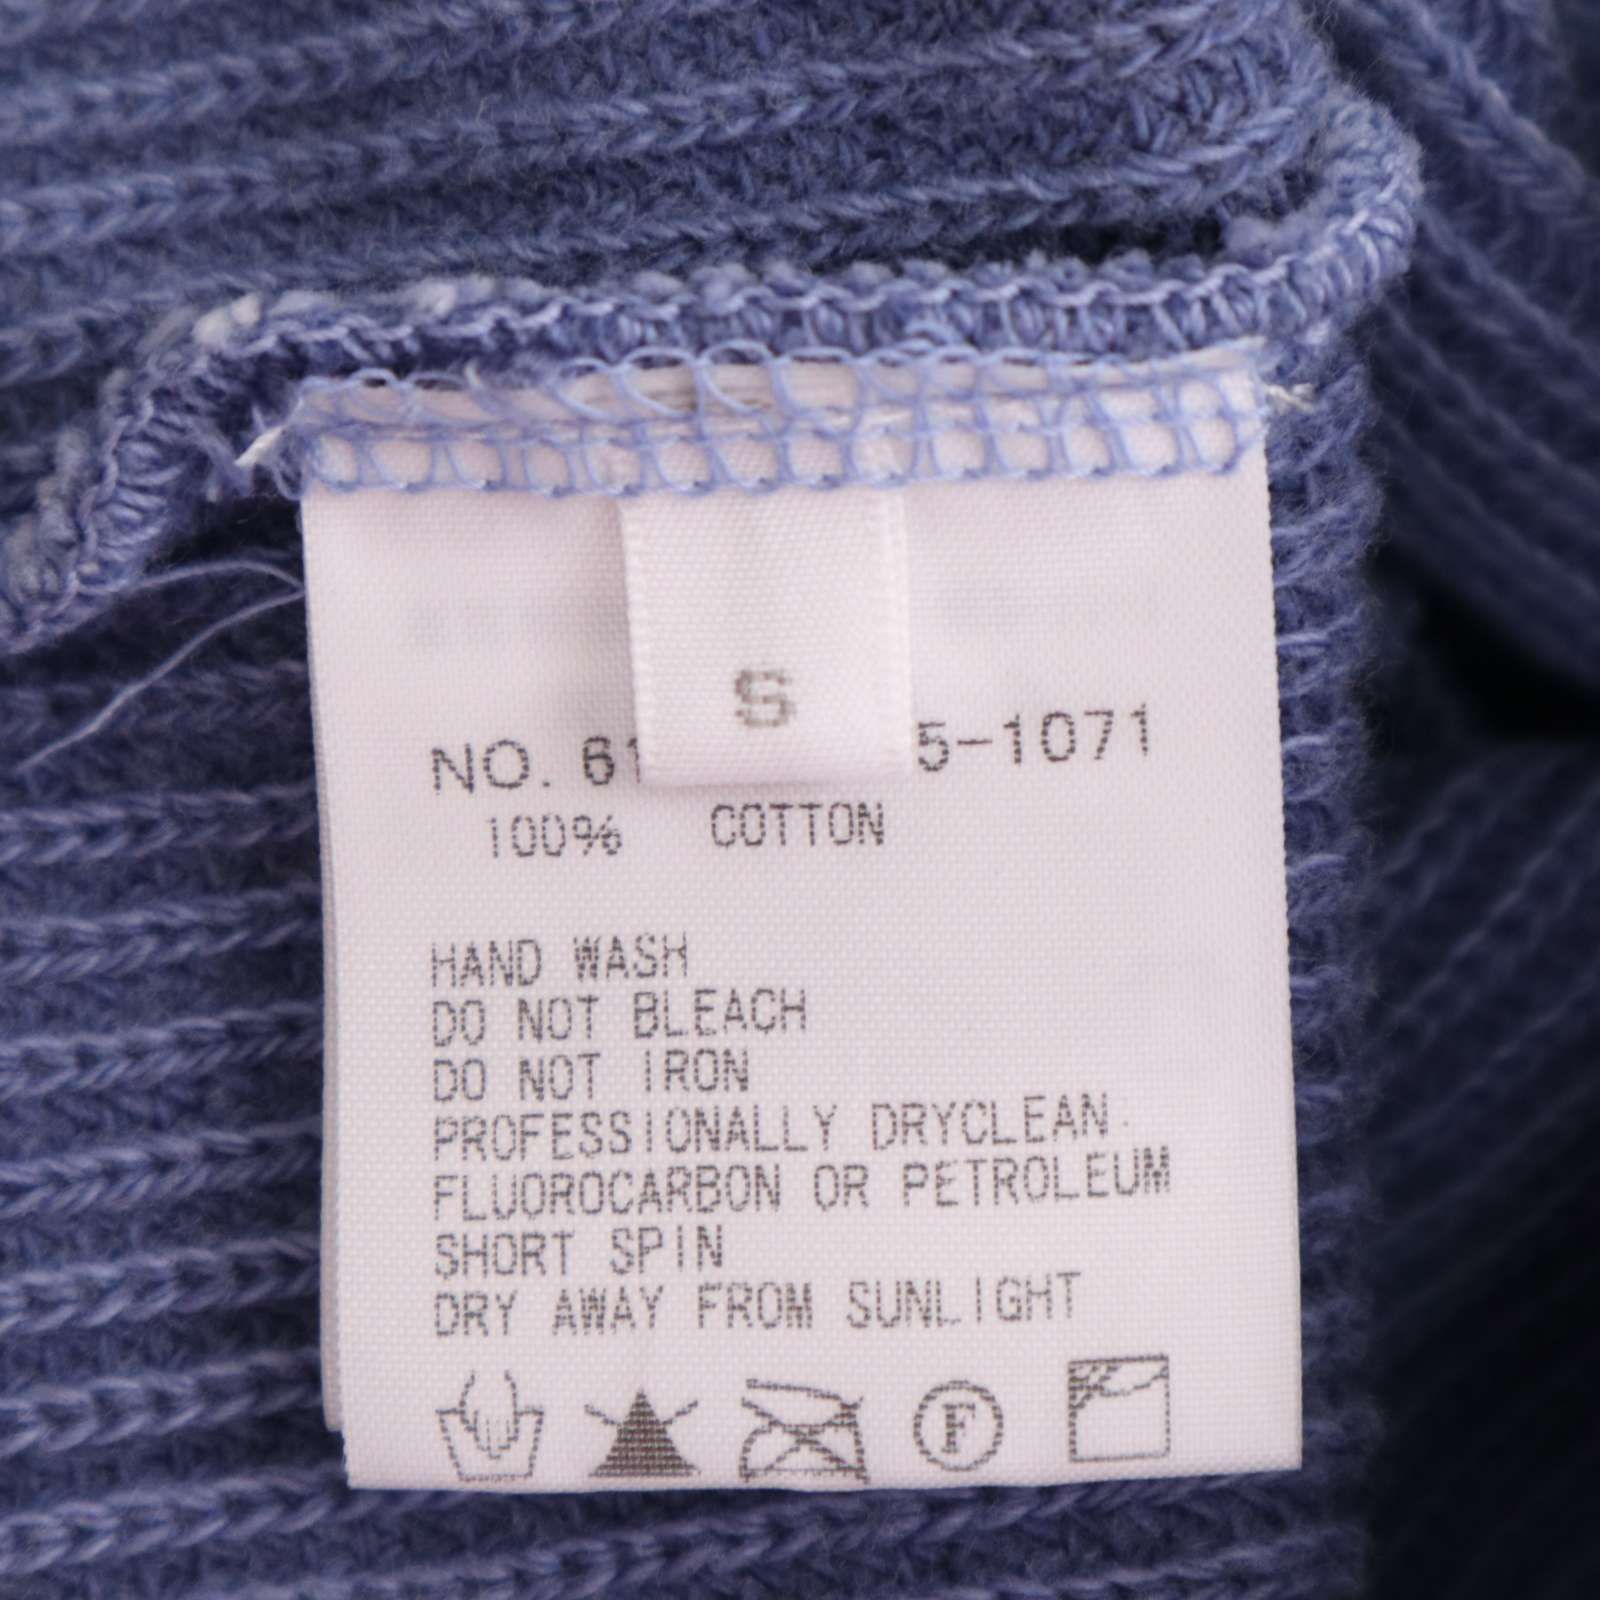 S
NO. 61 5-1071
100% COTTON
HAND WASH
DO NOT BLEACH
DO NOT IRON
PROFESSIONALLY DRYCLEAN.
FLUOROCARBON OR PETROLEUM
SHORT SPIN
DRY AWAY FROM SUNLIGHT
F